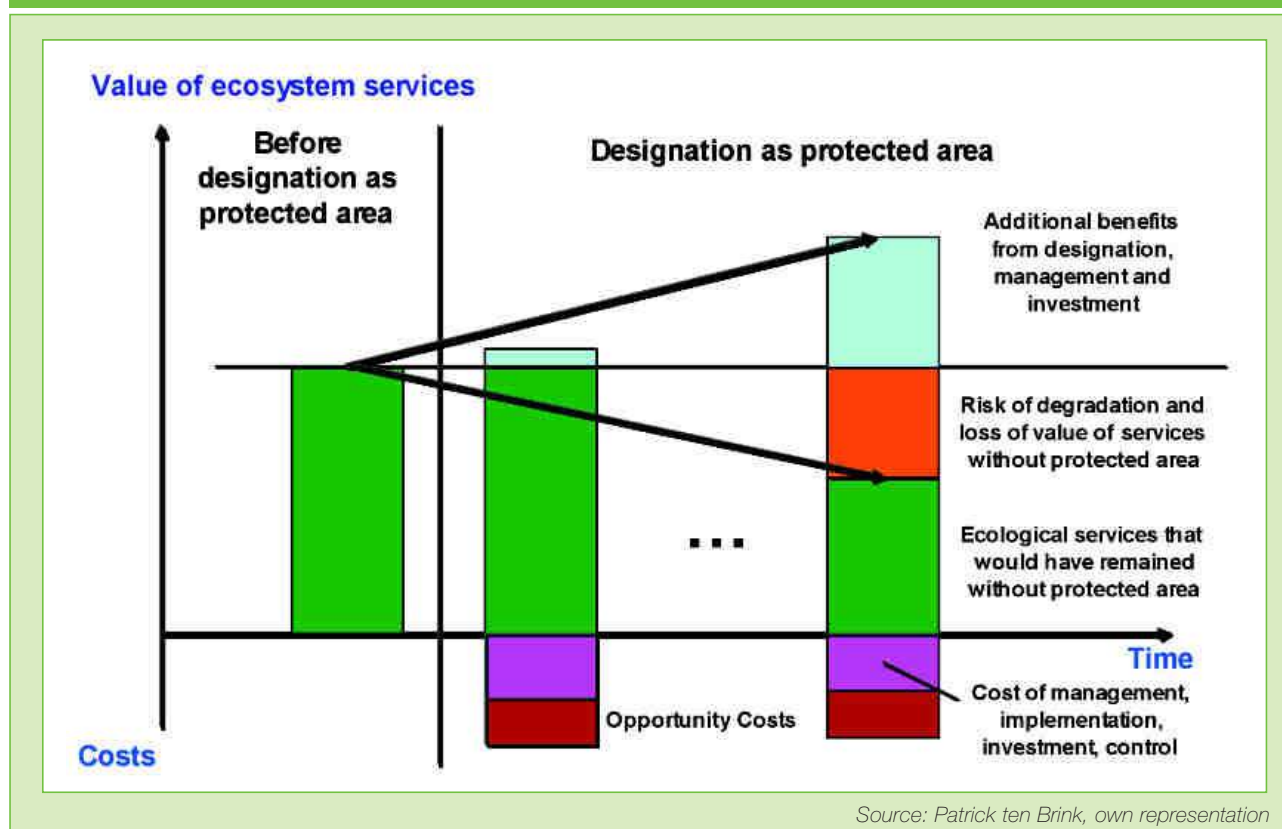 Value of ecosystem services
Before
designation as
protected area
Designation as protected area
Additional benefits
from designation,
management and
investment
Risk of degradation and
loss of value of services
without protected area
...
Ecological services that
would have remained
without protected area
Time
Opportunity Costs
Cost of management,
implementation,
investment, control
Costs
Source: Patrick ten Brink, own representation